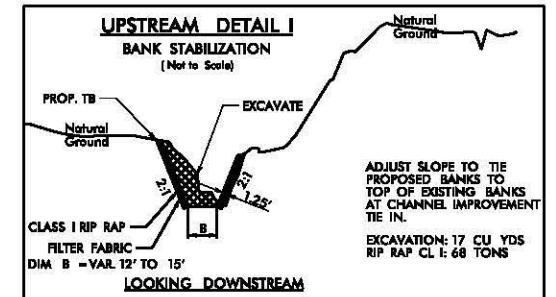 UPSTREAM DETAIL I
BANK STABILIZATION
(Not to Scale)
Natural
Ground
PROP. TB
EXCAVATE
Natural
Ground
2:1
2:1
1.25'
B
CLASS I RIP RAP
FILTER FABRIC
DIM B = VAR. 12' TO 15'
LOOKING DOWNSTREAM
ADJUST SLOPE TO TIE
PROPOSED BANKS TO
TOP OF EXISTING BANKS
AT CHANNEL IMPROVEMENT
TIE IN.
EXCAVATION: 17 CU YDS
RIP RAP CL I: 68 TONS